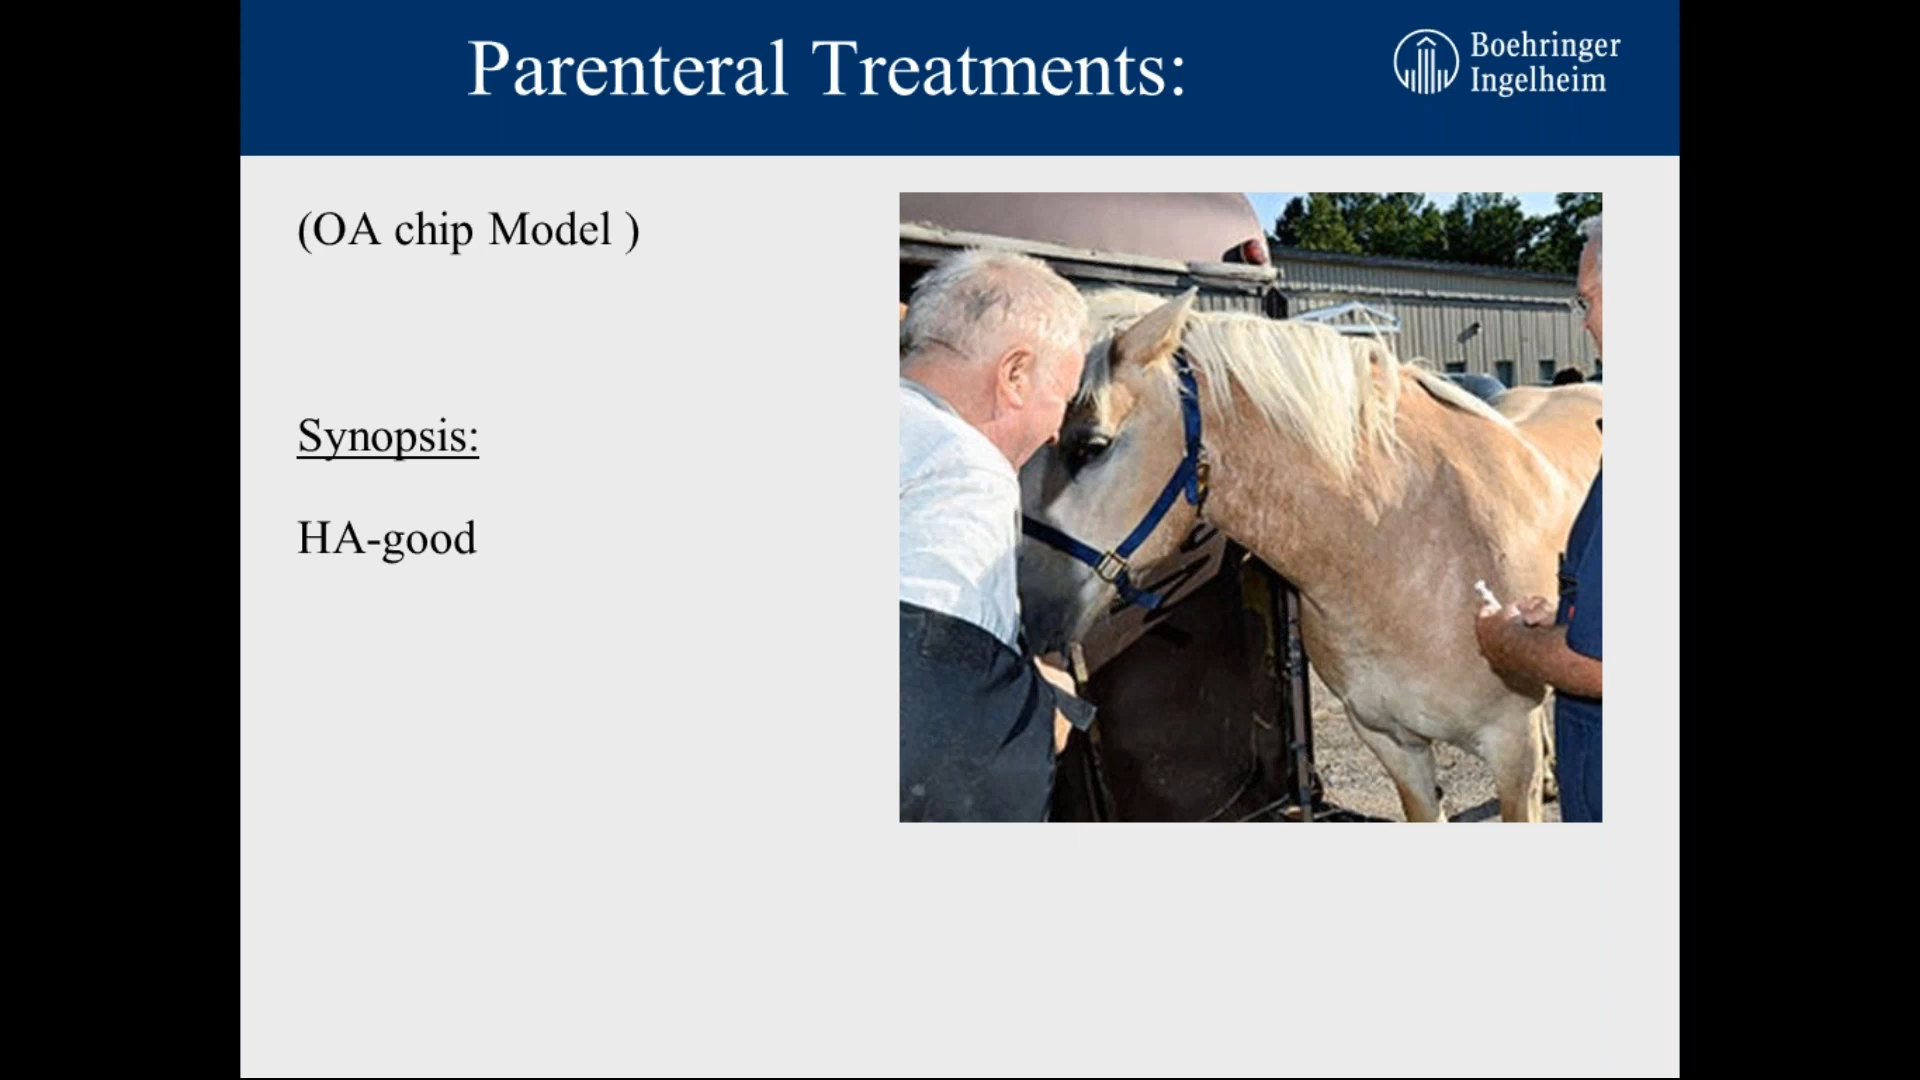 Parenteral Treatments:
Boehringer
Ingelheim
(OA chip Model )
Synopsis:
HA-good